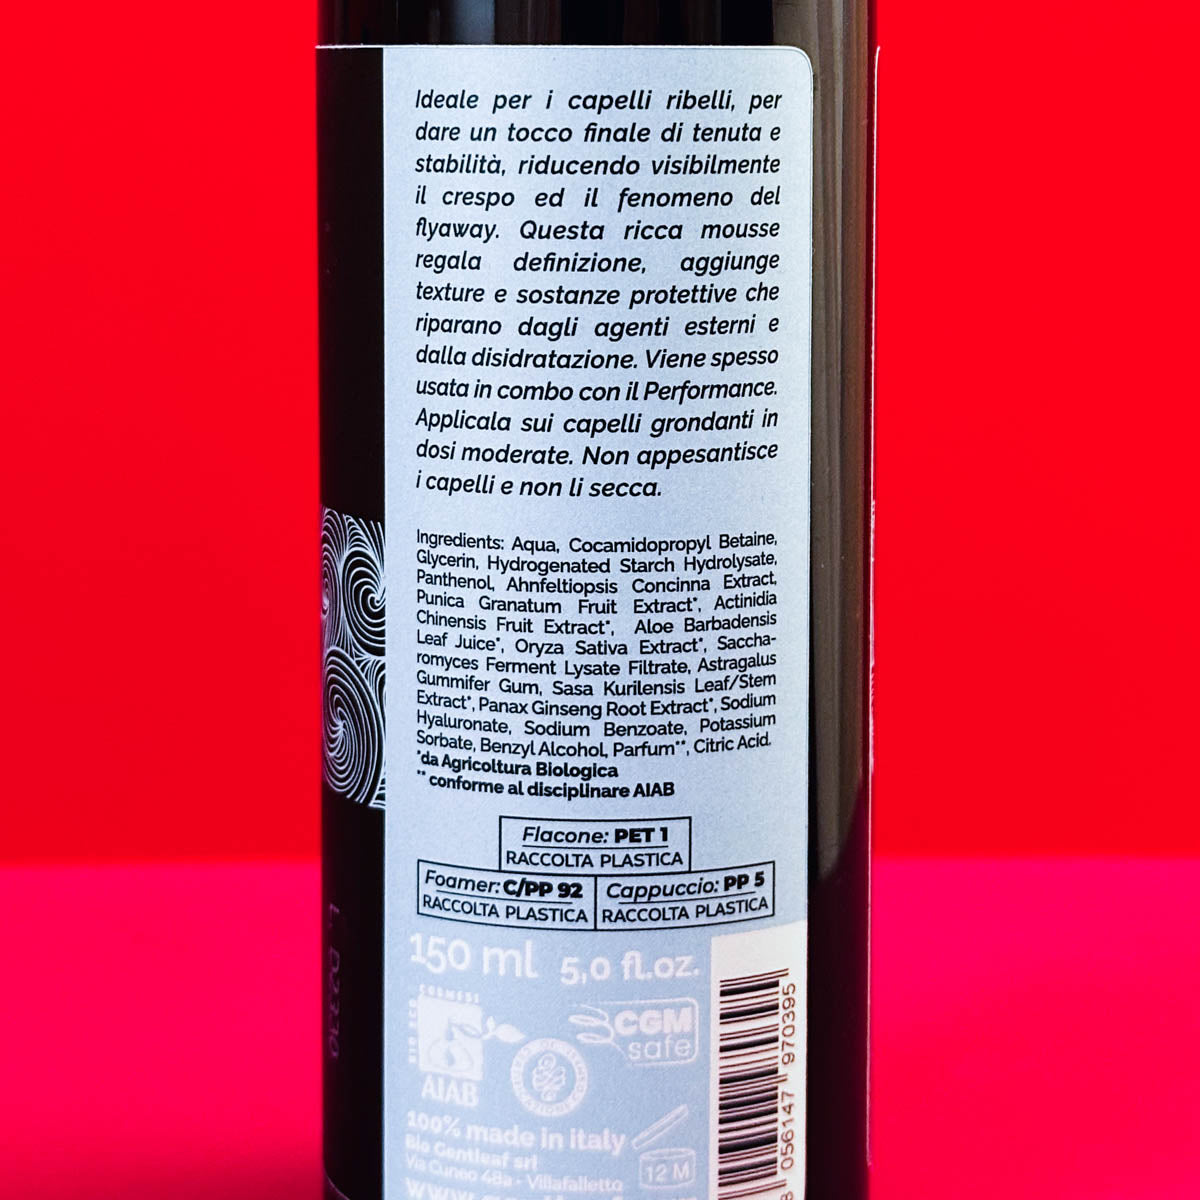 Ideale per i capelli ribelli, per
dare un tocco finale di tenuta e
stabilità, riducendo visibilmente
il crespo ed il fenomeno del
flyaway. Questa ricca mousse
regala definizione, aggiunge
texture e sostanze protettive che
riparano dagli agenti esterni e
dalla disidratazione. Viene spesso
usata in combo con il Performance.
Applicala sui capelli grondanti in
dosi moderate. Non appesantisce
i capelli e non li secca.
Ingredients: Aqua, Cocamidopropyl Betaine,
Glycerin, Hydrogenated Starch Hydrolysate,
Panthenol, Ahnfeltiopsis Concinna Extract,
Punica Granatum Fruit Extract*, Actinidia
Chinensis Fruit Extract*, Aloe Barbadensis
Leaf Juice*, Oryza Sativa Extract*, Saccha-
romyces Ferment Lysate Filtrate, Astragalus
Gummifer Gum, Sasa Kurilensis Leaf/Stem
Extract*, Panax Ginseng Root Extract*, Sodium
Hyaluronate, Sodium Benzoate, Potassium
Sorbate, Benzyl Alcohol, Parfum**, Citric Acid.
*da Agricoltura Biologica
** conforme al disciplinare AIAB
Flacone: PET 1
RACCOLTA PLASTICA
Foamer: C/PP 92
RACCOLTA PLASTICA
Cappuccio: PP 5
RACCOLTA PLASTICA
150 ml 5,0 fl.oz.
COSMESI
BIO ECO
AIAB
CGM
safe
100% made in italy
Bio Gentleaf srl
Via Cuneo 48a - Villafalletto
12 M
8 056147 970395